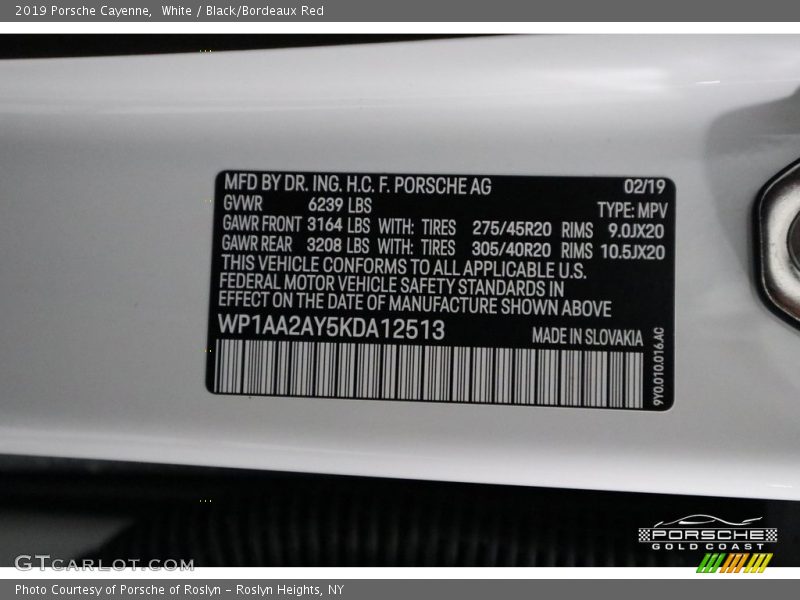 2019 Porsche Cayenne, White / Black/Bordeaux Red
MFD BY DR. ING. H.C. F. PORSCHE AG 02/19
GVWR 6239 LBS TYPE: MPV
GAWR FRONT 3164 LBS WITH: TIRES 275/45R20 RIMS 9.0JX20
GAWR REAR 3208 LBS WITH: TIRES 305/40R20 RIMS 10.5JX20
THIS VEHICLE CONFORMS TO ALL APPLICABLE U.S.
FEDERAL MOTOR VEHICLE SAFETY STANDARDS IN
EFFECT ON THE DATE OF MANUFACTURE SHOWN ABOVE
WP1AA2AY5KDA12513 MADE IN SLOVAKIA
9Y0.010.016.AC
PORSCHE
GOLD COAST
GTcarlot.com
Photo Courtesy of Porsche of Roslyn - Roslyn Heights, NY